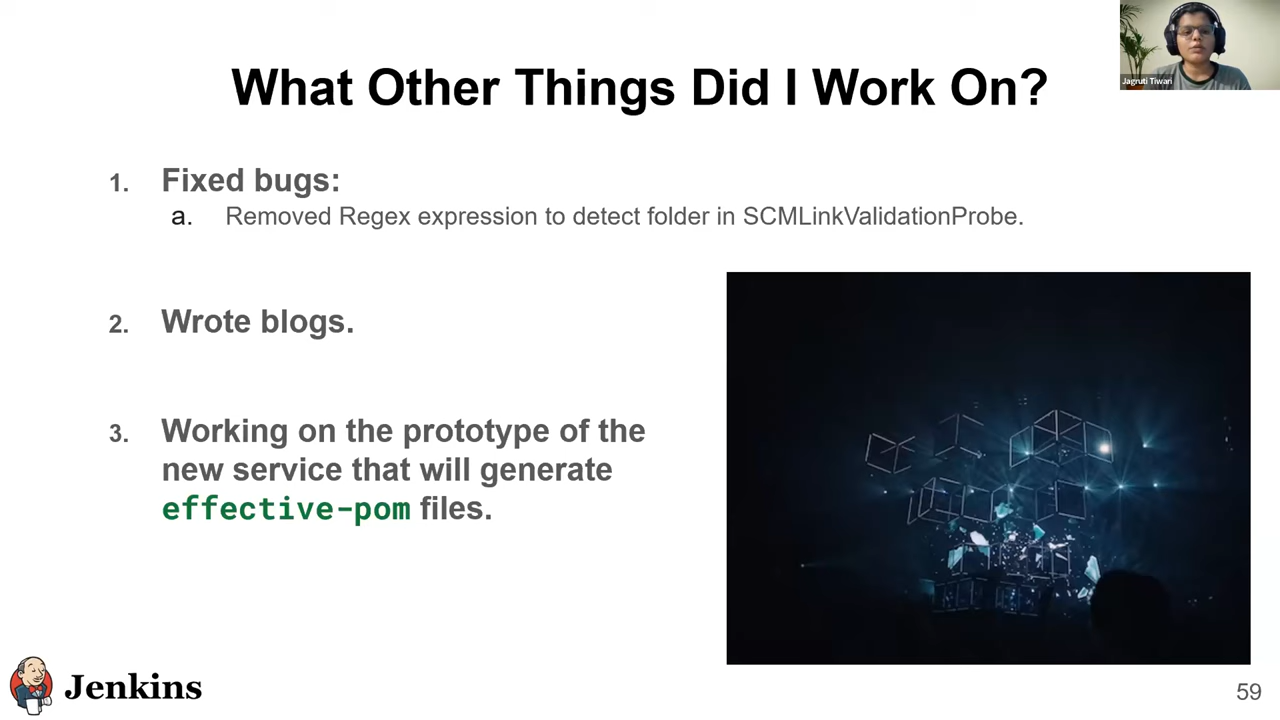 What Other Things Did I Work On?
Jagruti Tiwari
1. Fixed bugs:
a. Removed Regex expression to detect folder in SCMLinkValidationProbe.
2. Wrote blogs.
3. Working on the prototype of the
new service that will generate
effective-pom files.
Jenkins
59